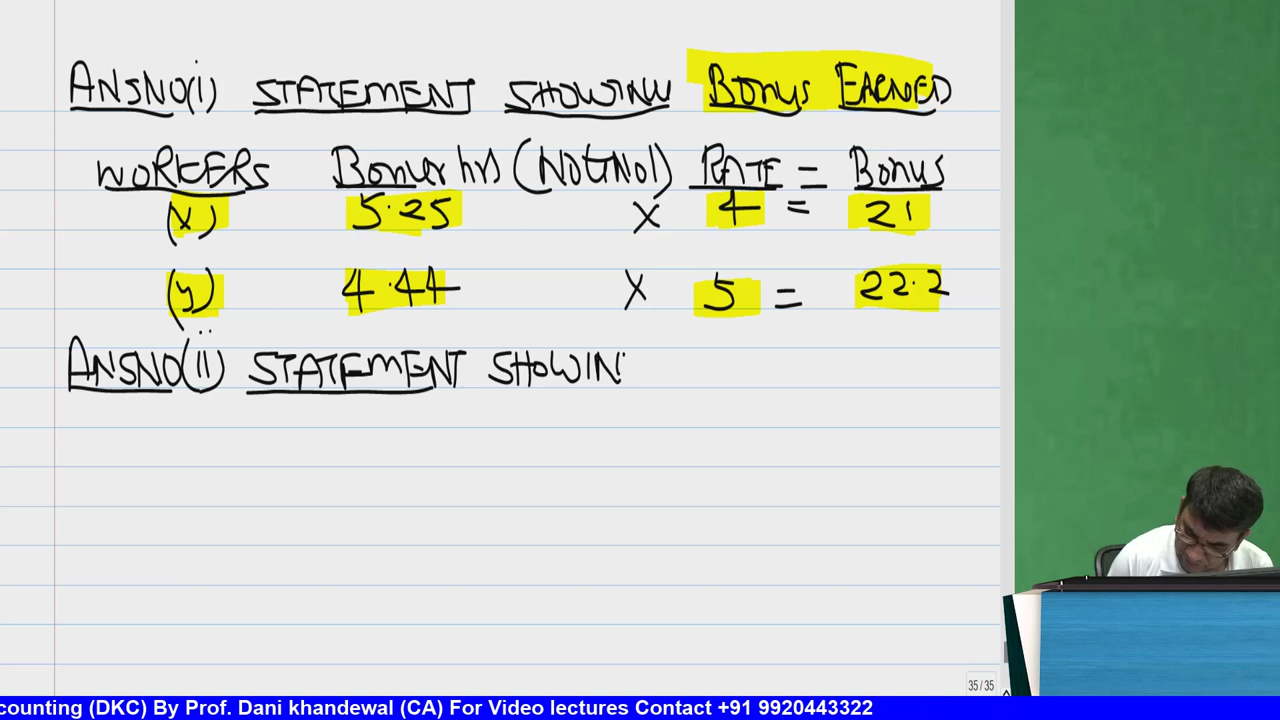 ANSNO(i) STATEMENT SHOWING BONUS EARNED
WORKERS Bonus hrs (NOTNO1) RATE = Bonus
(x) 5.25 X 4 = 21
(y) 4.44 X 5 = 22.2
ANSNO(ii) STATEMENT SHOWIN
35/35
counting (DKC) By Prof. Dani khandewal (CA) For Video lectures Contact +91 9920443322